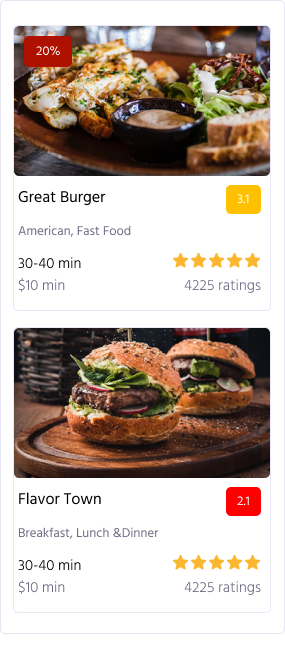 20%
Great Burger
3.1
American, Fast Food
30-40 min
$10 min
4225 ratings
Flavor Town
2.1
Breakfast, Lunch &Dinner
30-40 min
$10 min
4225 ratings